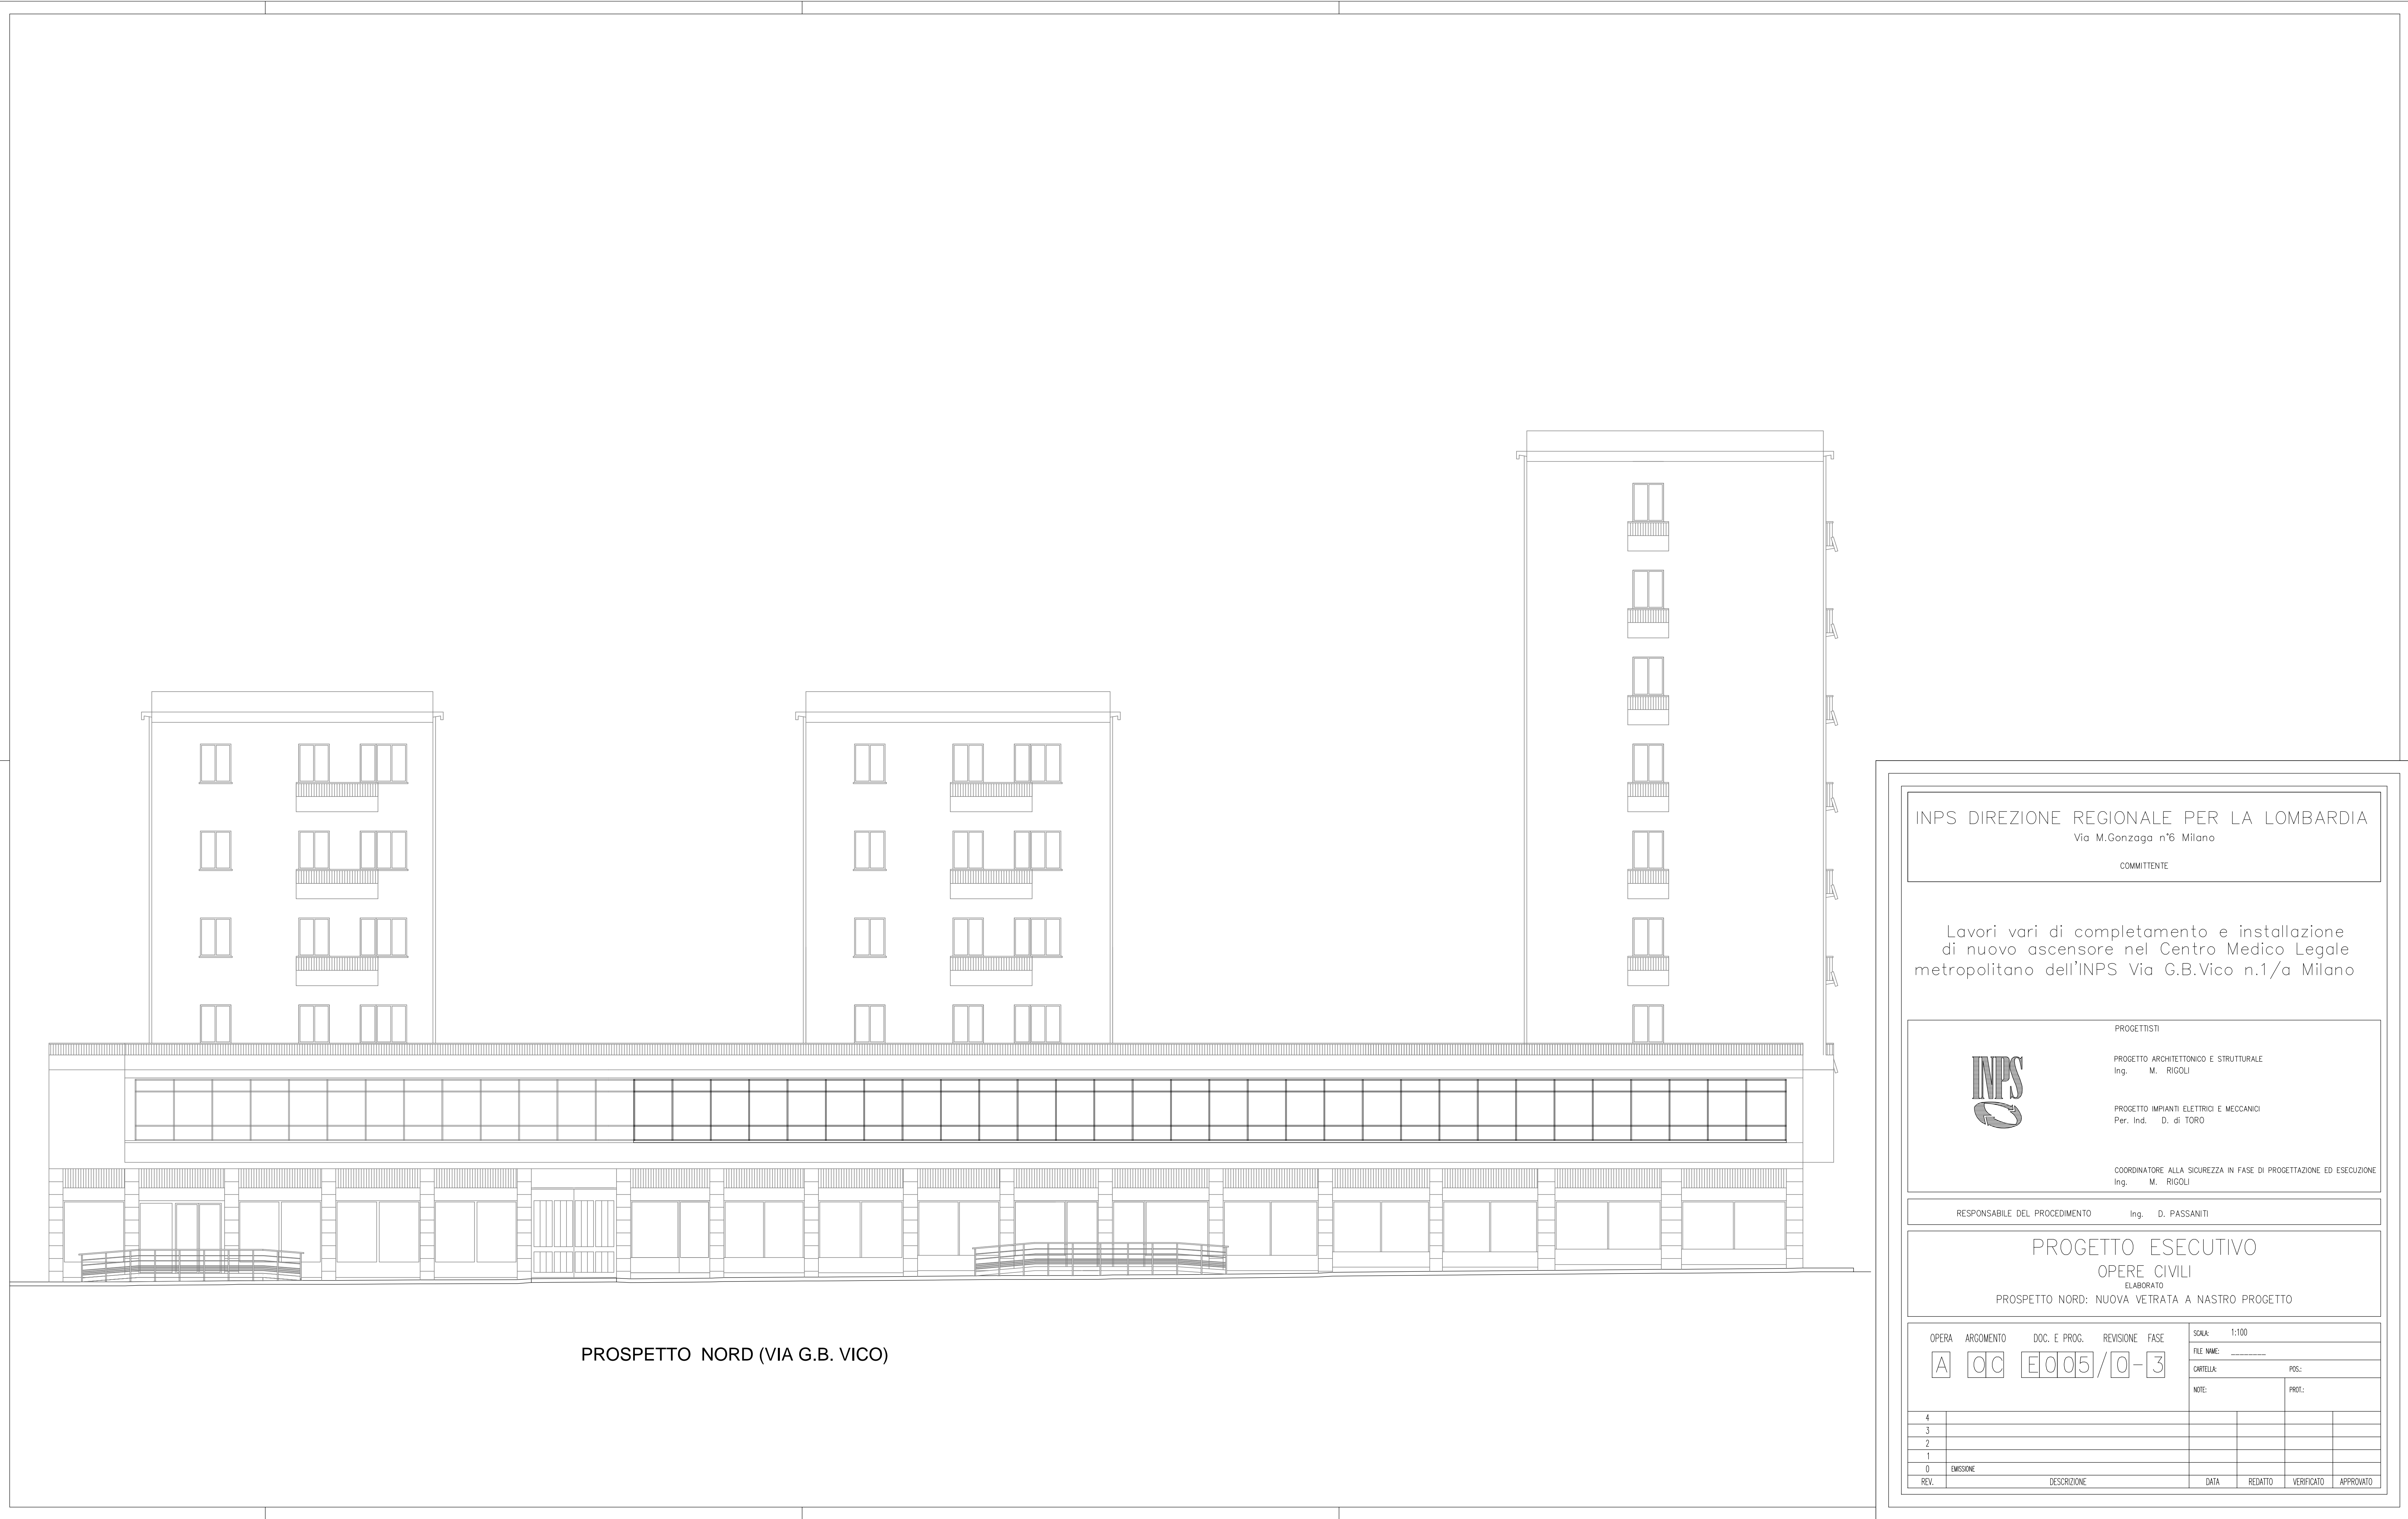 PROSPETTO NORD (VIA G.B. VICO)
INPS DIREZIONE REGIONALE PER LA LOMBARDIA
Via M.Gonzaga n°6 Milano
COMMITTENTE
Lavori vari di completamento e installazione
di nuovo ascensore nel Centro Medico Legale
metropolitano dell'INPS Via G.B.Vico n.1/a Milano
INPS
PROGETTISTI
PROGETTO ARCHITETTONICO E STRUTTURALE
Ing. M. RIGOLI
PROGETTO IMPIANTI ELETTRICI E MECCANICI
Per. Ind. D. di TORO
COORDINATORE ALLA SICUREZZA IN FASE DI PROGETTAZIONE ED ESECUZIONE
Ing. M. RIGOLI
RESPONSABILE DEL PROCEDIMENTO Ing. D. PASSANITI
PROGETTO ESECUTIVO
OPERE CIVILI
ELABORATO
PROSPETTO NORD: NUOVA VETRATA A NASTRO PROGETTO
OPERA ARGOMENTO DOC. E PROG. REVISIONE FASE
A OC E005/0-3
SCALA: 1:100
FILE NAME: ________
CARTELLA: POS.:
NOTE: PROT.:
4
3
2
1
0 EMISSIONE
REV. DESCRIZIONE DATA REDATTO VERIFICATO APPROVATO